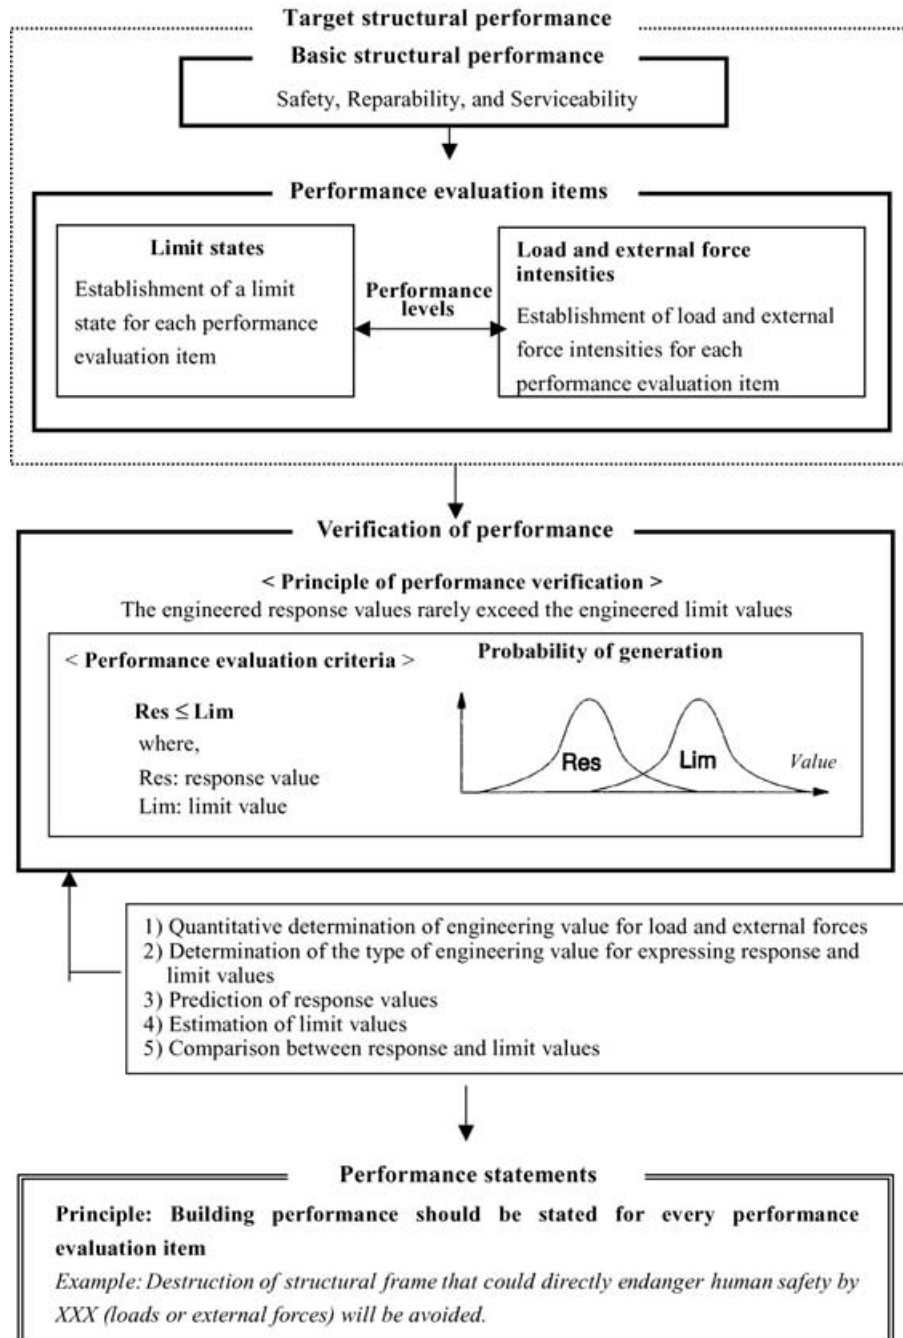 Target structural performance
Basic structural performance
Safety, Reparability, and Serviceability
Performance evaluation items
Limit states
Establishment of a limit
state for each performance
evaluation item
Performance
levels
Load and external force
intensities
Establishment of load and external
force intensities for each
performance evaluation item
Verification of performance
< Principle of performance verification >
The engineered response values rarely exceed the engineered limit values
< Performance evaluation criteria >
Res ≤ Lim
where,
Res: response value
Lim: limit value
Probability of generation
Res
Lim
Value
1) Quantitative determination of engineering value for load and external forces
2) Determination of the type of engineering value for expressing response and
limit values
3) Prediction of response values
4) Estimation of limit values
5) Comparison between response and limit values
Performance statements
Principle: Building performance should be stated for every performance
evaluation item
Example: Destruction of structural frame that could directly endanger human safety by
XXX (loads or external forces) will be avoided.